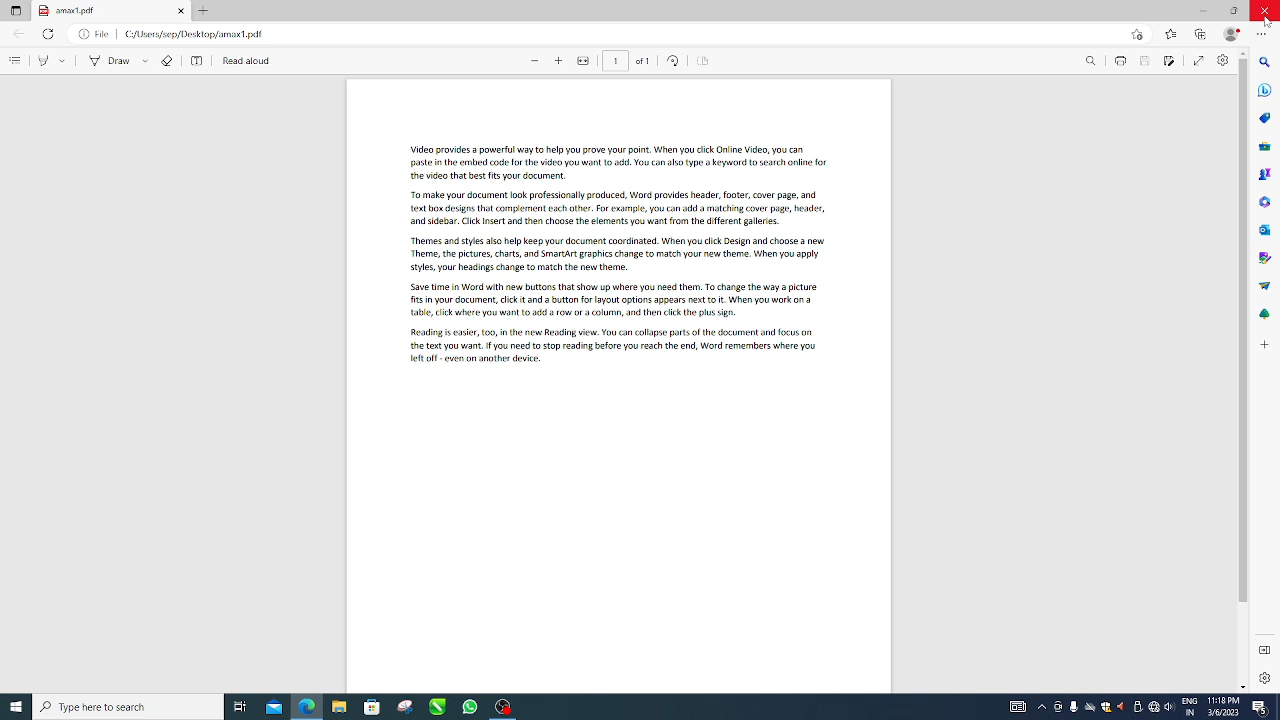 amax1.pdf
File C:/Users/sep/Desktop/amax1.pdf
Draw Read aloud 1 of 1
Video provides a powerful way to help you prove your point. When you click Online Video, you can
paste in the embed code for the video you want to add. You can also type a keyword to search online for
the video that best fits your document.
To make your document look professionally produced, Word provides header, footer, cover page, and
text box designs that complement each other. For example, you can add a matching cover page, header,
and sidebar. Click Insert and then choose the elements you want from the different galleries.
Themes and styles also help keep your document coordinated. When you click Design and choose a new
Theme, the pictures, charts, and SmartArt graphics change to match your new theme. When you apply
styles, your headings change to match the new theme.
Save time in Word with new buttons that show up where you need them. To change the way a picture
fits in your document, click it and a button for layout options appears next to it. When you work on a
table, click where you want to add a row or a column, and then click the plus sign.
Reading is easier, too, in the new Reading view. You can collapse parts of the document and focus on
the text you want. If you need to stop reading before you reach the end, Word remembers where you
left off - even on another device.
Type here to search
ENG 11:18 PM
IN 3/6/2023